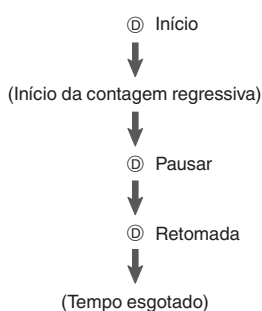 Ⓓ Início
(Início da contagem regressiva)
Ⓓ Pausar
Ⓓ Retomada
(Tempo esgotado)